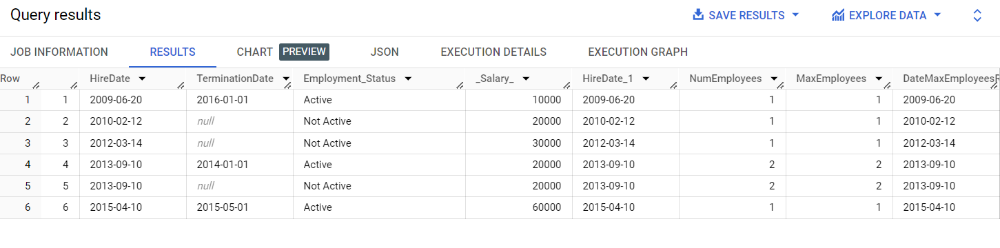 Query results
SAVE RESULTS
EXPLORE DATA
JOB INFORMATION RESULTS CHART PREVIEW JSON EXECUTION DETAILS EXECUTION GRAPH
Row HireDate TerminationDate Employment_Status _Salary_ HireDate_1 NumEmployees MaxEmployees DateMaxEmployeesR
1 1 2009-06-20 2016-01-01 Active 10000 2009-06-20 1 1 2009-06-20
2 2 2010-02-12 null Not Active 20000 2010-02-12 1 1 2010-02-12
3 3 2012-03-14 null Not Active 30000 2012-03-14 1 1 2012-03-14
4 4 2013-09-10 2014-01-01 Active 20000 2013-09-10 2 2 2013-09-10
5 5 2013-09-10 null Not Active 20000 2013-09-10 2 2 2013-09-10
6 6 2015-04-10 2015-05-01 Active 60000 2015-04-10 1 1 2015-04-10